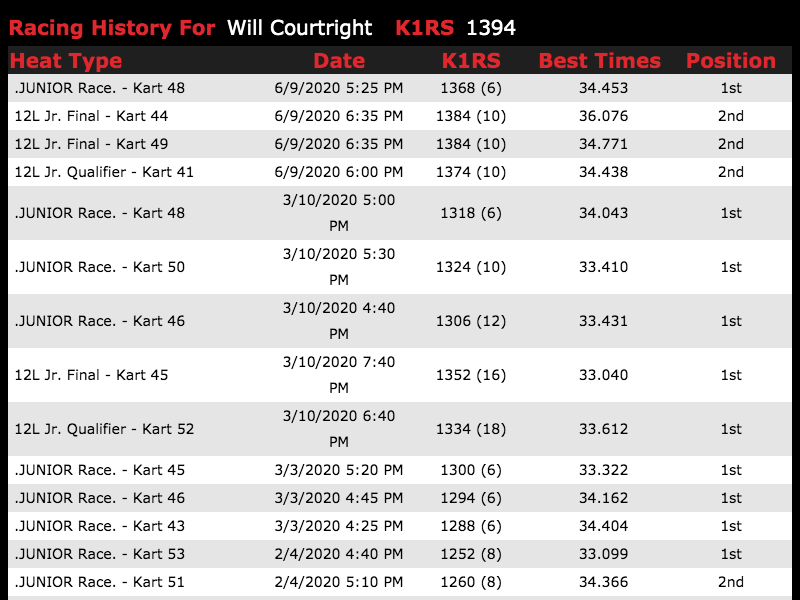 Racing History For Will Courtright K1RS 1394
Heat Type Date K1RS Best Times Position
.JUNIOR Race. - Kart 48 6/9/2020 5:25 PM 1368 (6) 34.453 1st
12L Jr. Final - Kart 44 6/9/2020 6:35 PM 1384 (10) 36.076 2nd
12L Jr. Final - Kart 49 6/9/2020 6:35 PM 1384 (10) 34.771 2nd
12L Jr. Qualifier - Kart 41 6/9/2020 6:00 PM 1374 (10) 34.438 2nd
.JUNIOR Race. - Kart 48 3/10/2020 5:00 PM 1318 (6) 34.043 1st
.JUNIOR Race. - Kart 50 3/10/2020 5:30 PM 1324 (10) 33.410 1st
.JUNIOR Race. - Kart 46 3/10/2020 4:40 PM 1306 (12) 33.431 1st
12L Jr. Final - Kart 45 3/10/2020 7:40 PM 1352 (16) 33.040 1st
12L Jr. Qualifier - Kart 52 3/10/2020 6:40 PM 1334 (18) 33.612 1st
.JUNIOR Race. - Kart 45 3/3/2020 5:20 PM 1300 (6) 33.322 1st
.JUNIOR Race. - Kart 46 3/3/2020 4:45 PM 1294 (6) 34.162 1st
.JUNIOR Race. - Kart 43 3/3/2020 4:25 PM 1288 (6) 34.404 1st
.JUNIOR Race. - Kart 53 2/4/2020 4:40 PM 1252 (8) 33.099 1st
.JUNIOR Race. - Kart 51 2/4/2020 5:10 PM 1260 (8) 34.366 2nd